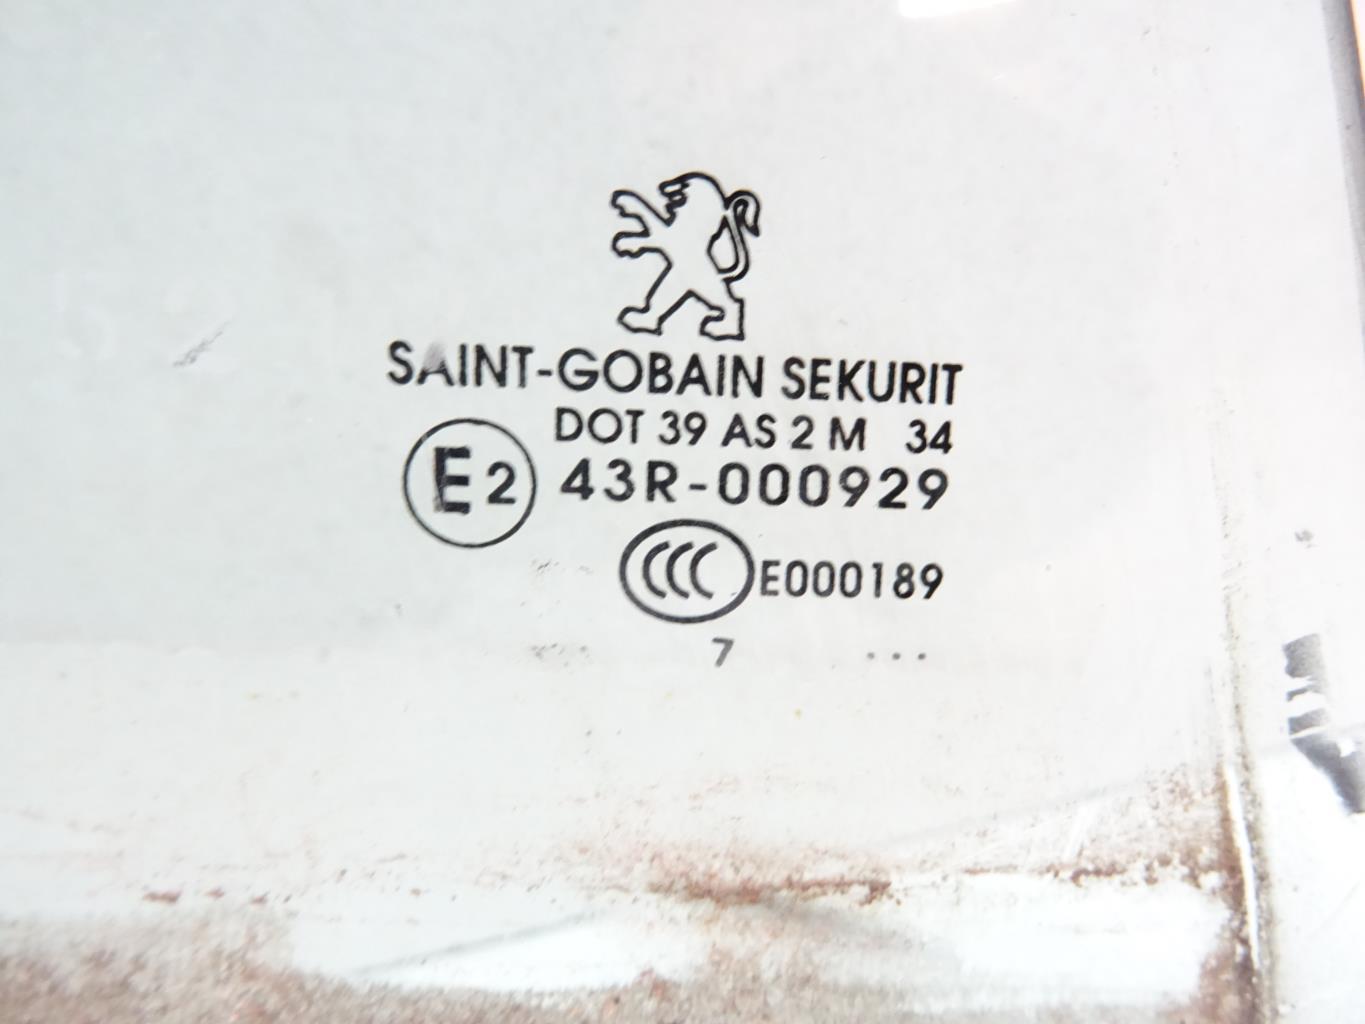 SAINT-GOBAIN SEKURIT
DOT 39 AS 2 M 34
E2 43R-000929
CCC E000189
7 ...